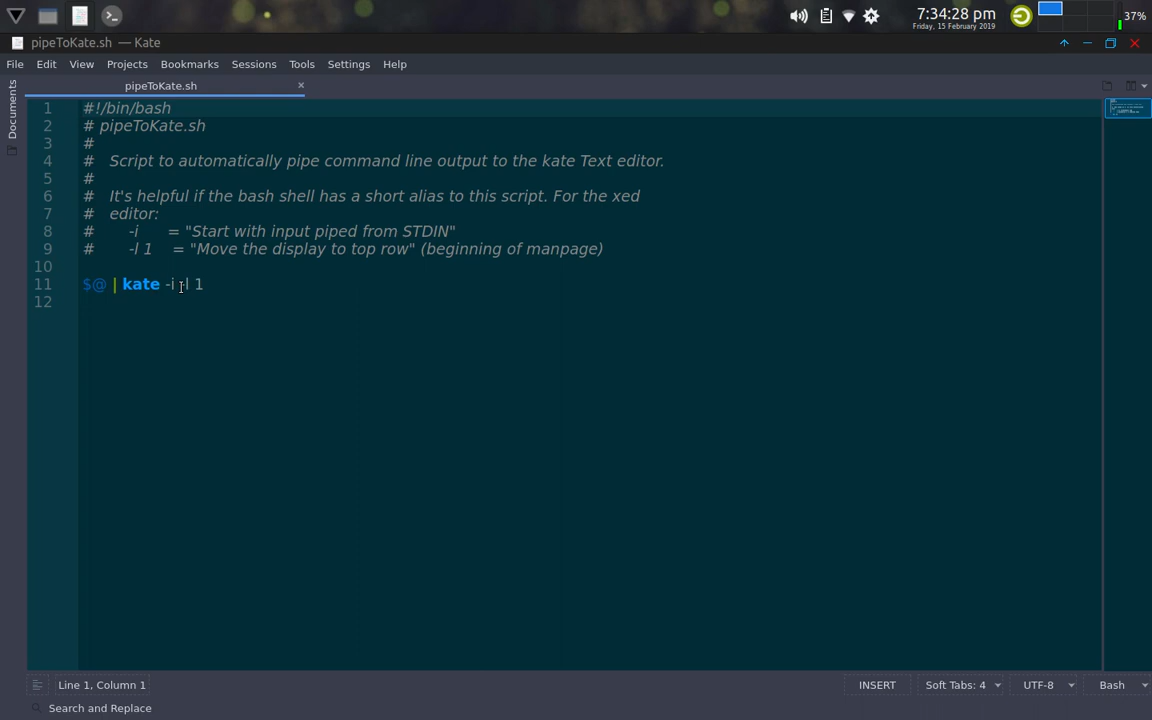 7:34:28 pm
Friday, 15 February 2019
37%
pipeToKate.sh — Kate
File Edit View Projects Bookmarks Sessions Tools Settings Help
Documents
pipeToKate.sh
1 #!/bin/bash
2 # pipeToKate.sh
3 #
4 # Script to automatically pipe command line output to the kate Text editor.
5 #
6 # It's helpful if the bash shell has a short alias to this script. For the xed
7 # editor:
8 # -i = "Start with input piped from STDIN"
9 # -l 1 = "Move the display to top row" (beginning of manpage)
10
11 $@ | kate -i -l 1
12
Line 1, Column 1 INSERT Soft Tabs: 4 UTF-8 Bash
Search and Replace